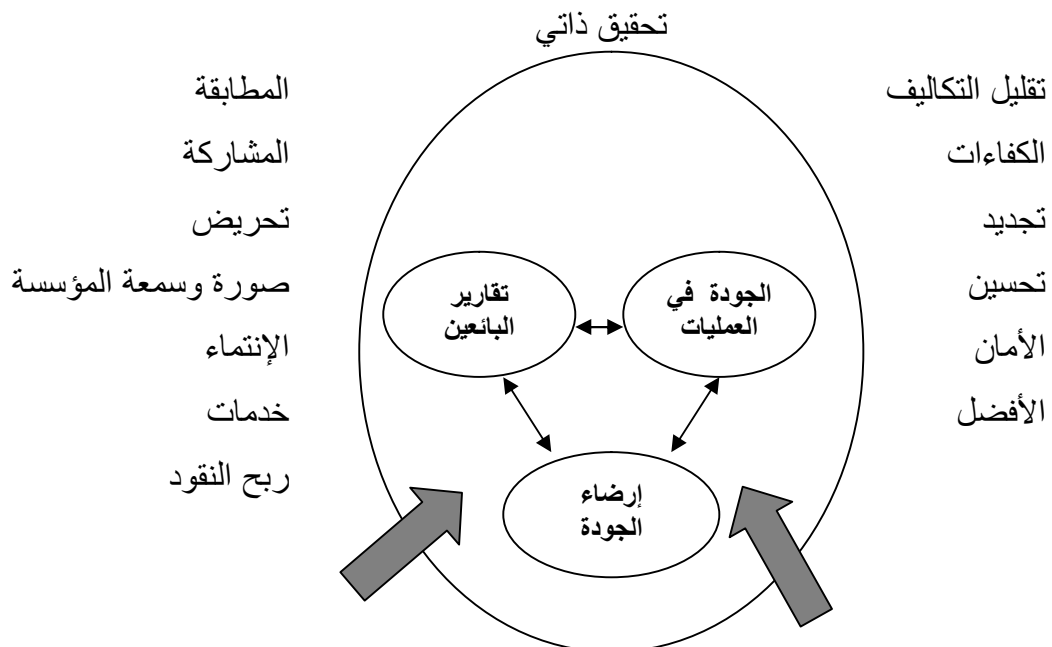 تحقيق ذاتي
تقليل التكاليف
الكفاءات
تجديد
تحسين
الأمان
الأفضل
المطابقة
المشاركة
تحريض
صورة وسمعة المؤسسة
الإنتماء
خدمات
ربح النقود
الجودة في
العمليات
تقارير
البائعين
إرضاء
الجودة